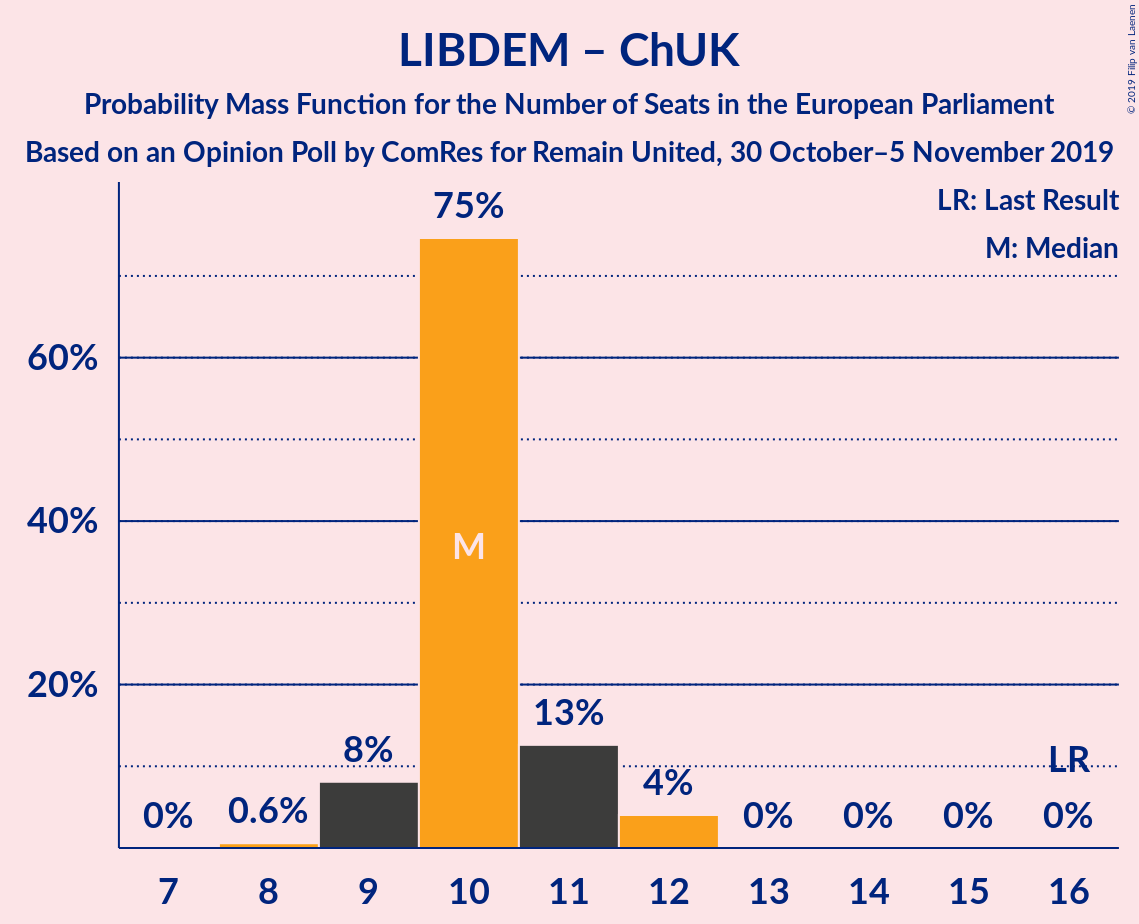 LIBDEM – ChUK
Probability Mass Function for the Number of Seats in the European Parliament
Based on an Opinion Poll by ComRes for Remain United, 30 October–5 November 2019
© 2019 Filip van Laenen
LR: Last Result
M: Median
75%
60%
40%
M
20%
13%
8%
LR
4%
0% 0.6% 0% 0% 0% 0%
7 8 9 10 11 12 13 14 15 16